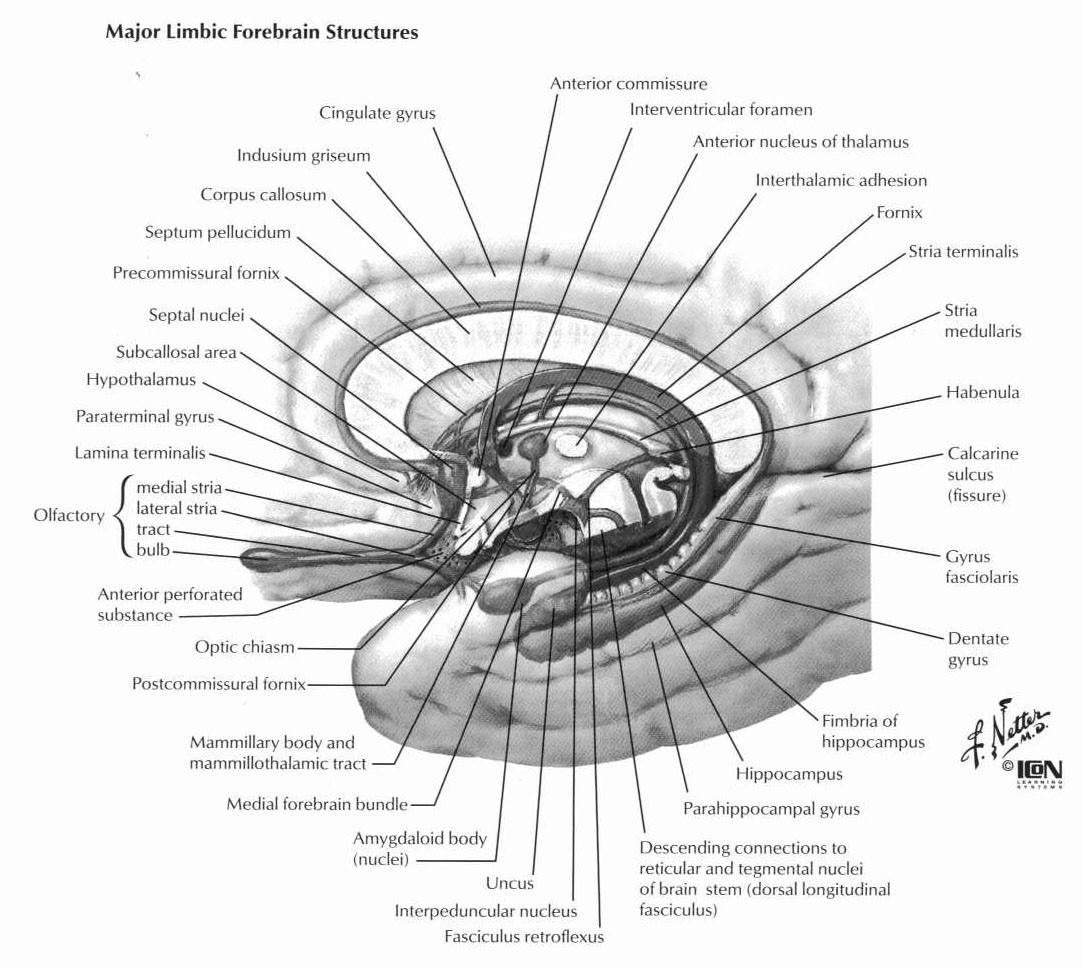 Major Limbic Forebrain Structures
Anterior commissure
Interventricular foramen
Cingulate gyrus
Anterior nucleus of thalamus
Indusium griseum
Interthalamic adhesion
Corpus callosum
Fornix
Septum pellucidum
Stria terminalis
Precommissural fornix
Septal nuclei
Stria
medullaris
Subcallosal area
Hypothalamus
Habenula
Paraterminal gyrus
Lamina terminalis
Calcarine
sulcus
(fissure)
Olfactory
medial stria
lateral stria
tract
bulb
Gyrus
fasciolaris
Anterior perforated
substance
Optic chiasm
Dentate
gyrus
Postcommissural fornix
Fimbria of
hippocampus
Mammillary body and
mammillothalamic tract
Hippocampus
Medial forebrain bundle
Parahippocampal gyrus
Amygdaloid body
(nuclei)
Descending connections to
reticular and tegmental nuclei
of brain stem (dorsal longitudinal
fasciculus)
Uncus
Interpeduncular nucleus
Fasciculus retroflexus
F. Netter
M.D.
© ICON
LEARNING
SYSTEMS